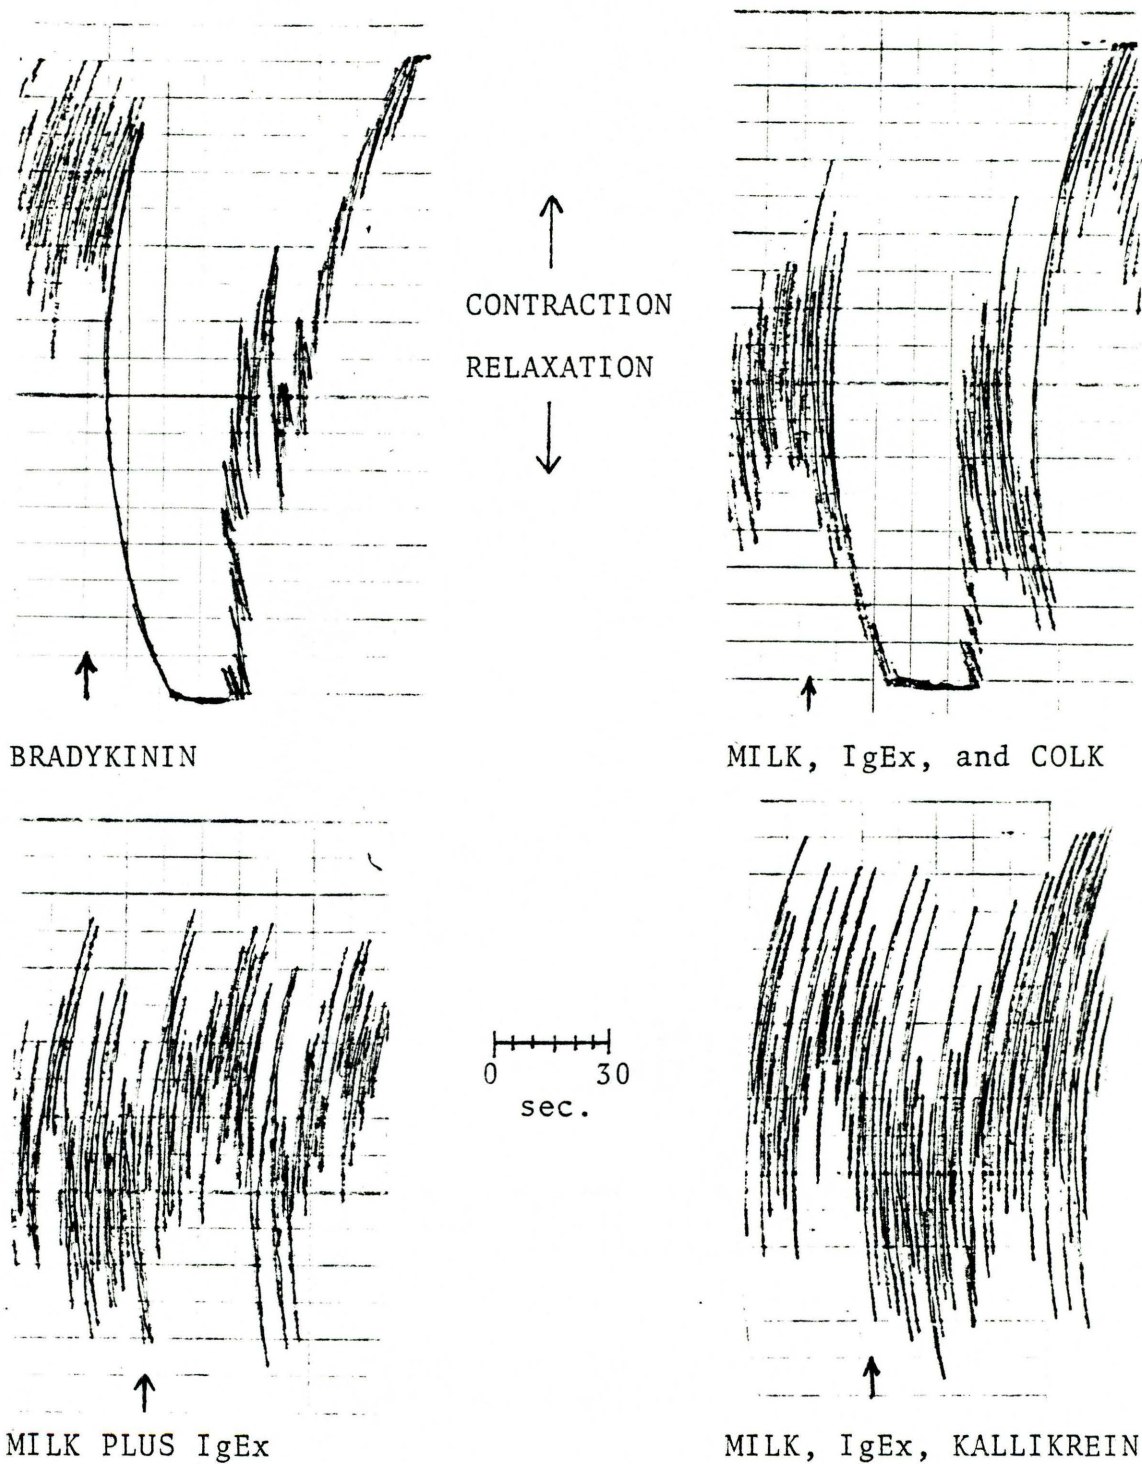 CONTRACTION
RELAXATION
BRADYKININ
MILK, IgEx, and COLK
0 30
sec.
MILK PLUS IgEx
MILK, IgEx, KALLIKREIN